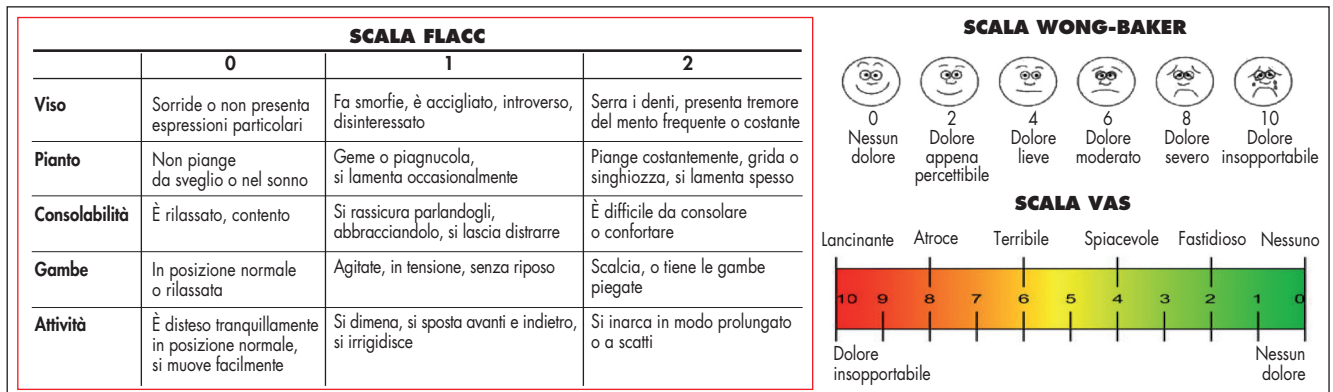 SCALA FLACC
0 1 2
Viso
Sorride o non presenta
espressioni particolari
Fa smorfie, è accigliato, introverso,
disinteressato
Serra i denti, presenta tremore
del mento frequente o costante
Pianto
Non piange
da sveglio o nel sonno
Geme o piagnucola,
si lamenta occasionalmente
Piange costantemente, grida o
singhiozza, si lamenta spesso
Consolabilità
È rilassato, contento
Si rassicura parlandogli,
abbracciandolo, si lascia distrarre
È difficile da consolare
o confortare
Gambe
In posizione normale
o rilassata
Agitate, in tensione, senza riposo
Scalcia, o tiene le gambe
piegate
Attività
È disteso tranquillamente
in posizione normale,
si muove facilmente
Si dimena, si sposta avanti e indietro,
si irrigidisce
Si inarca in modo prolungato
o a scatti
SCALA WONG-BAKER
0 2 4 6 8 10
Nessun Dolore Dolore Dolore Dolore Dolore
dolore appena lieve moderato severo insopportabile
percettibile
SCALA VAS
Lancinante Atroce Terribile Spiacevole Fastidioso Nessuno
10 9 8 7 6 5 4 3 2 1 0
Dolore Nessun
insopportabile dolore